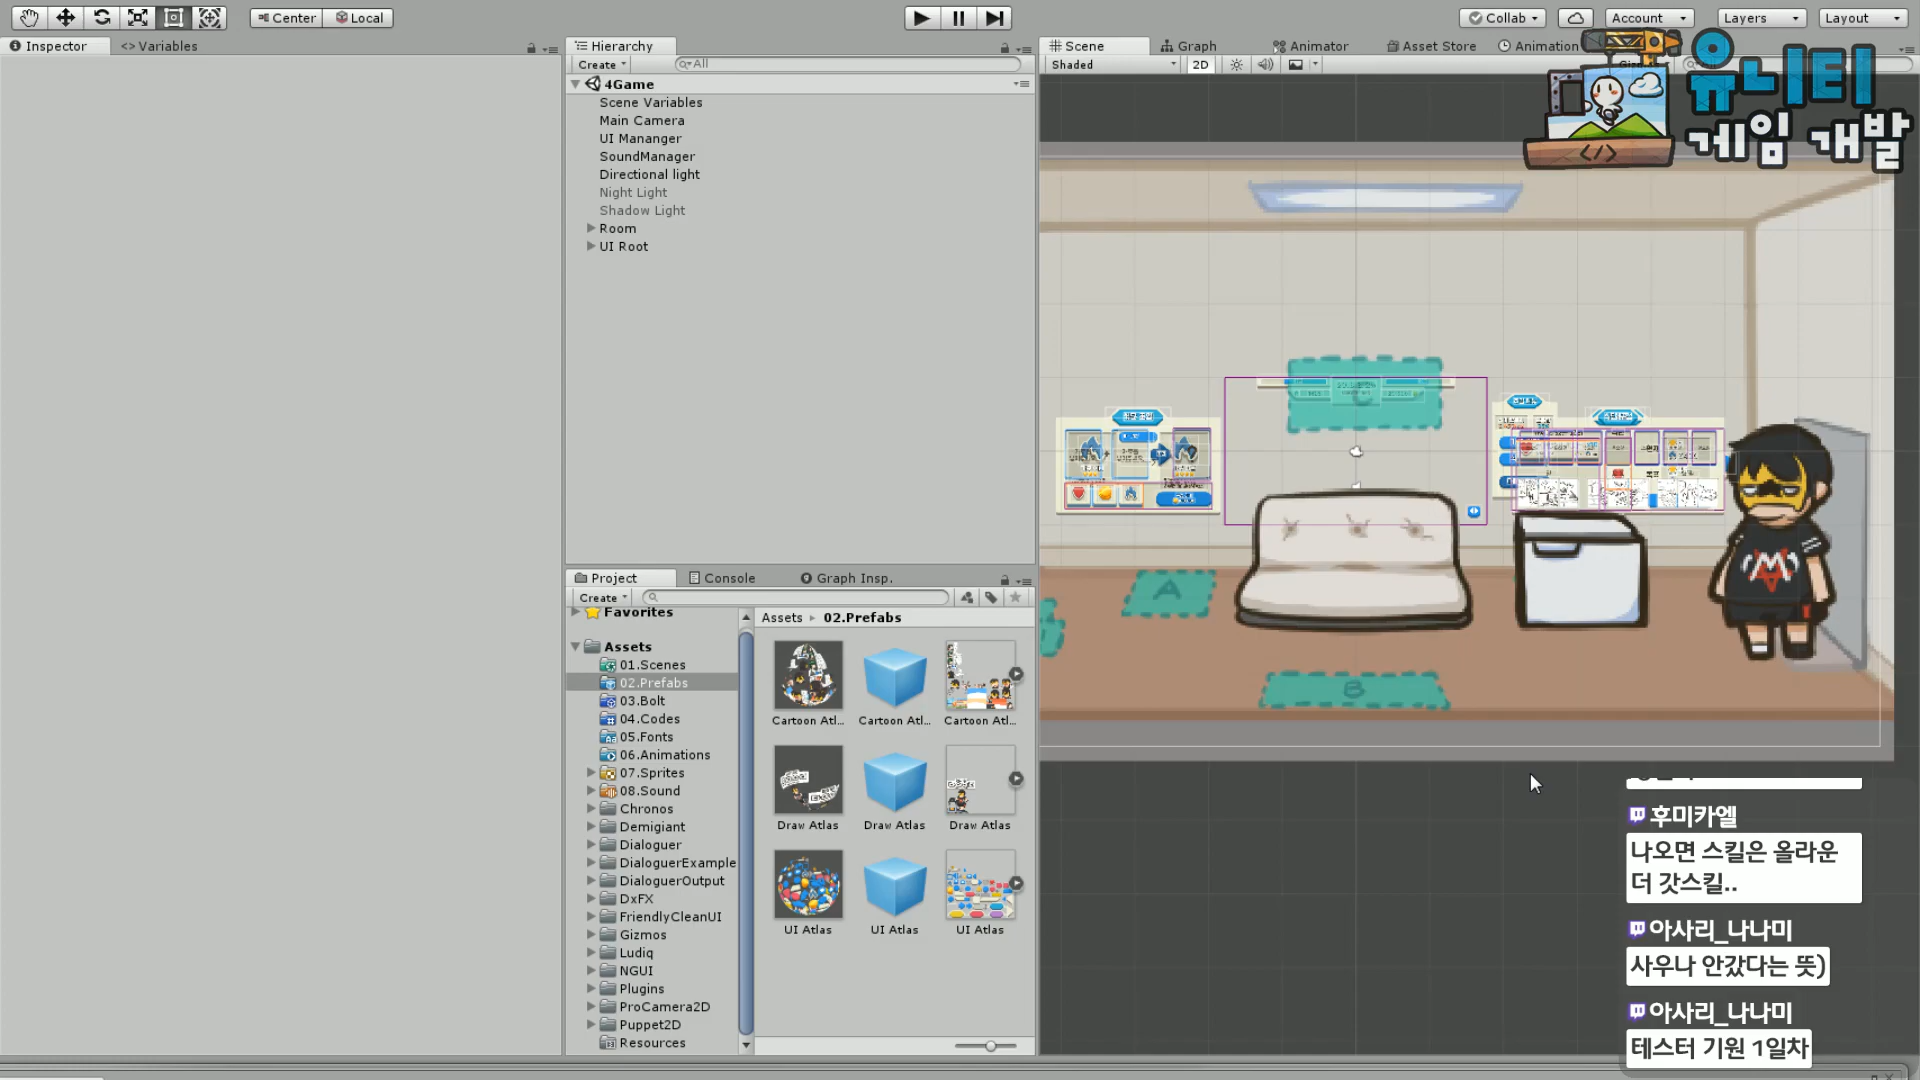 Center
Local
Collab
Account
Layers
Layout
Inspector
<> Variables
Hierarchy
Create
All
4Game
Scene Variables
Main Camera
UI Mananger
SoundManager
Directional light
Night Light
Shadow Light
Room
UI Root
Scene
Graph
Animator
Asset Store
Animation
Shaded
2D
유니티
게임 개발
</>
C
A
B
M
Project
Console
Graph Insp.
Create
Favorites
Assets
01.Scenes
02.Prefabs
03.Bolt
04.Codes
05.Fonts
06.Animations
07.Sprites
08.Sound
Chronos
Demigiant
Dialoguer
DialoguerExample
DialoguerOutput
DxFX
FriendlyCleanUI
Gizmos
Ludiq
NGUI
Plugins
ProCamera2D
Puppet2D
Resources
Assets ▸ 02.Prefabs
Cartoon Atl...
Cartoon Atl...
Cartoon Atl...
Draw Atlas
Draw Atlas
Draw Atlas
UI Atlas
UI Atlas
UI Atlas
후미카엘
나오면 스킬은 올라운
더 갓스킬..
아사리_나나미
사우나 안갔다는 뜻)
아사리_나나미
테스터 기원 1일차